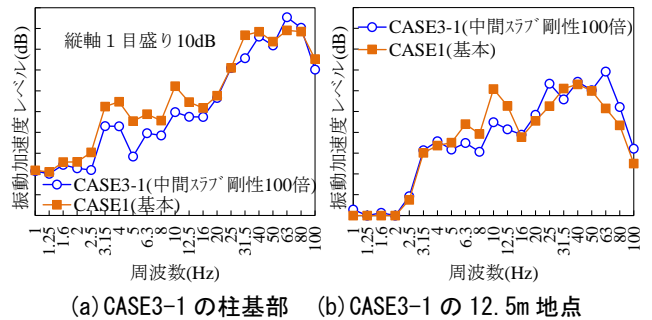 縦軸１目盛り10dB
振動加速度レベル(dB)
CASE3-1(中間ｽﾗﾌﾞ剛性100倍)
CASE1(基本)
1 1.25 1.6 2 2.5 3.15 4 5 6.3 8 10 12.5 16 20 25 31.5 40 50 63 80 100
周波数(Hz)
(a)CASE3-1の柱基部
CASE3-1(中間ｽﾗﾌﾞ剛性100倍)
CASE1(基本)
振動加速度レベル(dB)
1 1.25 1.6 2 2.5 3.15 4 5 6.3 8 10 12.5 16 20 25 31.5 40 50 63 80 100
周波数(Hz)
(b)CASE3-1の12.5m地点